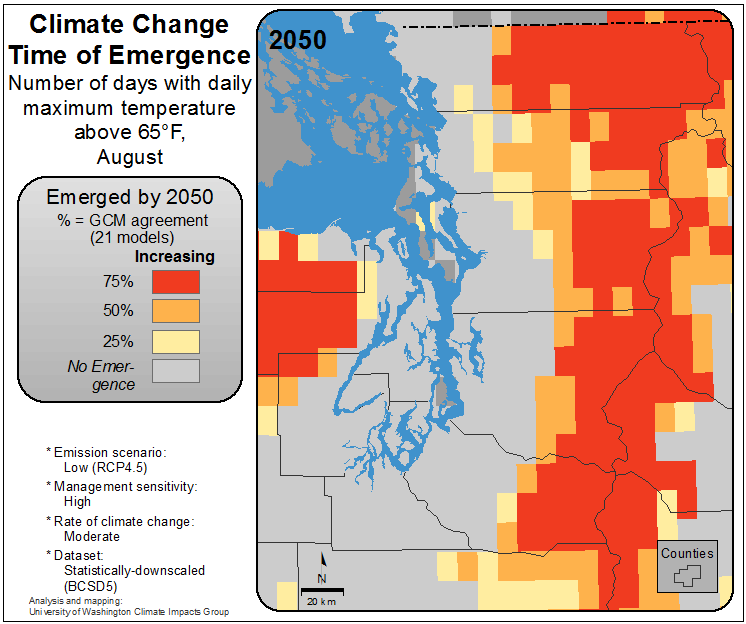 Climate Change
Time of Emergence
Number of days with daily
maximum temperature
above 65°F,
August
Emerged by 2050
% = GCM agreement
(21 models)
Increasing
75%
50%
25%
No Emer-
gence
* Emission scenario:
Low (RCP4.5)
* Management sensitivity:
High
* Rate of climate change:
Moderate
* Dataset:
Statistically-downscaled
(BCSD5)
Analysis and mapping:
University of Washington Climate Impacts Group
2050
N
20 km
Counties